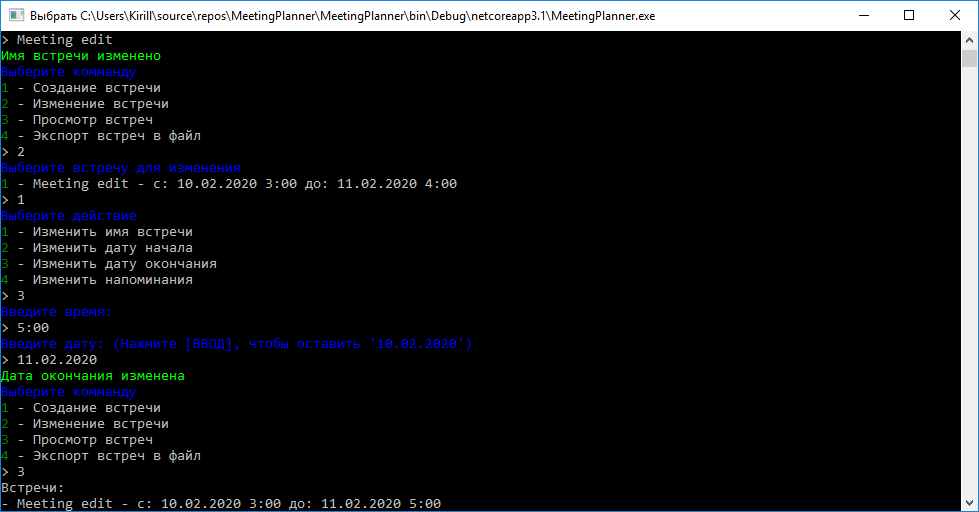 Выбрать C:\Users\Kirill\source\repos\MeetingPlanner\MeetingPlanner\bin\Debug\netcoreapp3.1\MeetingPlanner.exe
> Meeting edit
Имя встречи изменено
Выберите комманду
1 - Создание встречи
2 - Изменение встречи
3 - Просмотр встреч
4 - Экспорт встреч в файл
> 2
Выберите встречу для изменения
1 - Meeting edit - с: 10.02.2020 3:00 до: 11.02.2020 4:00
> 1
Выберите действие
1 - Изменить имя встречи
2 - Изменить дату начала
3 - Изменить дату окончания
4 - Изменить напоминания
> 3
Введите время:
> 5:00
Введите дату: (Нажмите [ВВОД], чтобы оставить '10.02.2020')
> 11.02.2020
Дата окончания изменена
Выберите комманду
1 - Создание встречи
2 - Изменение встречи
3 - Просмотр встреч
4 - Экспорт встреч в файл
> 3
Встречи:
- Meeting edit - с: 10.02.2020 3:00 до: 11.02.2020 5:00